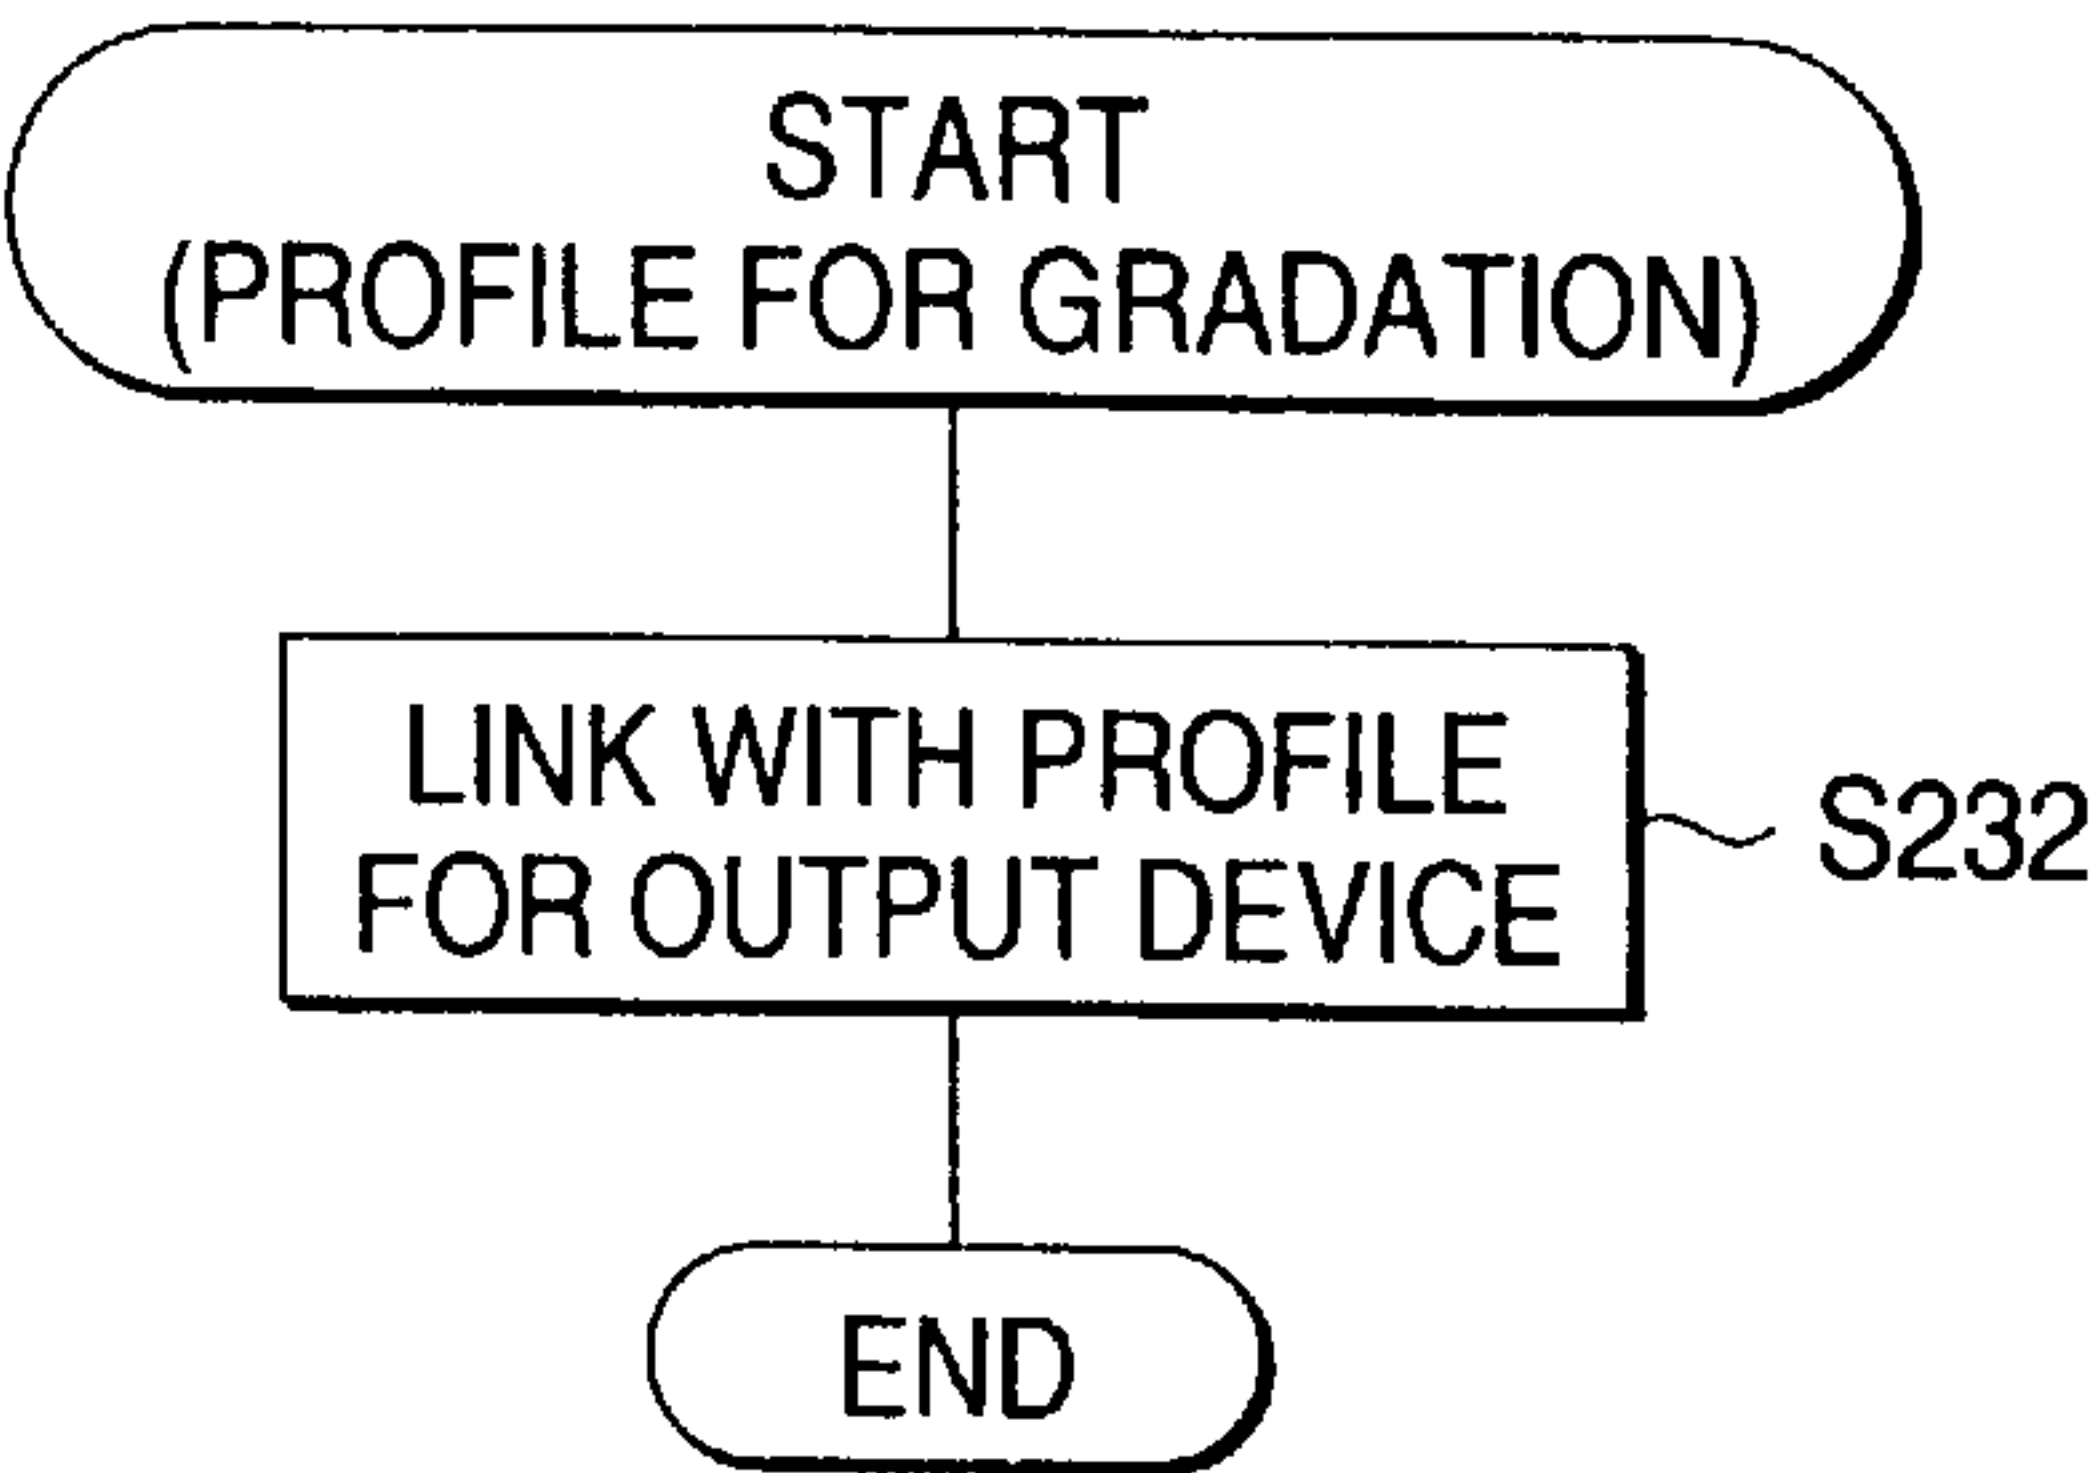 START
(PROFILE FOR GRADATION)
LINK WITH PROFILE
FOR OUTPUT DEVICE
S232
END